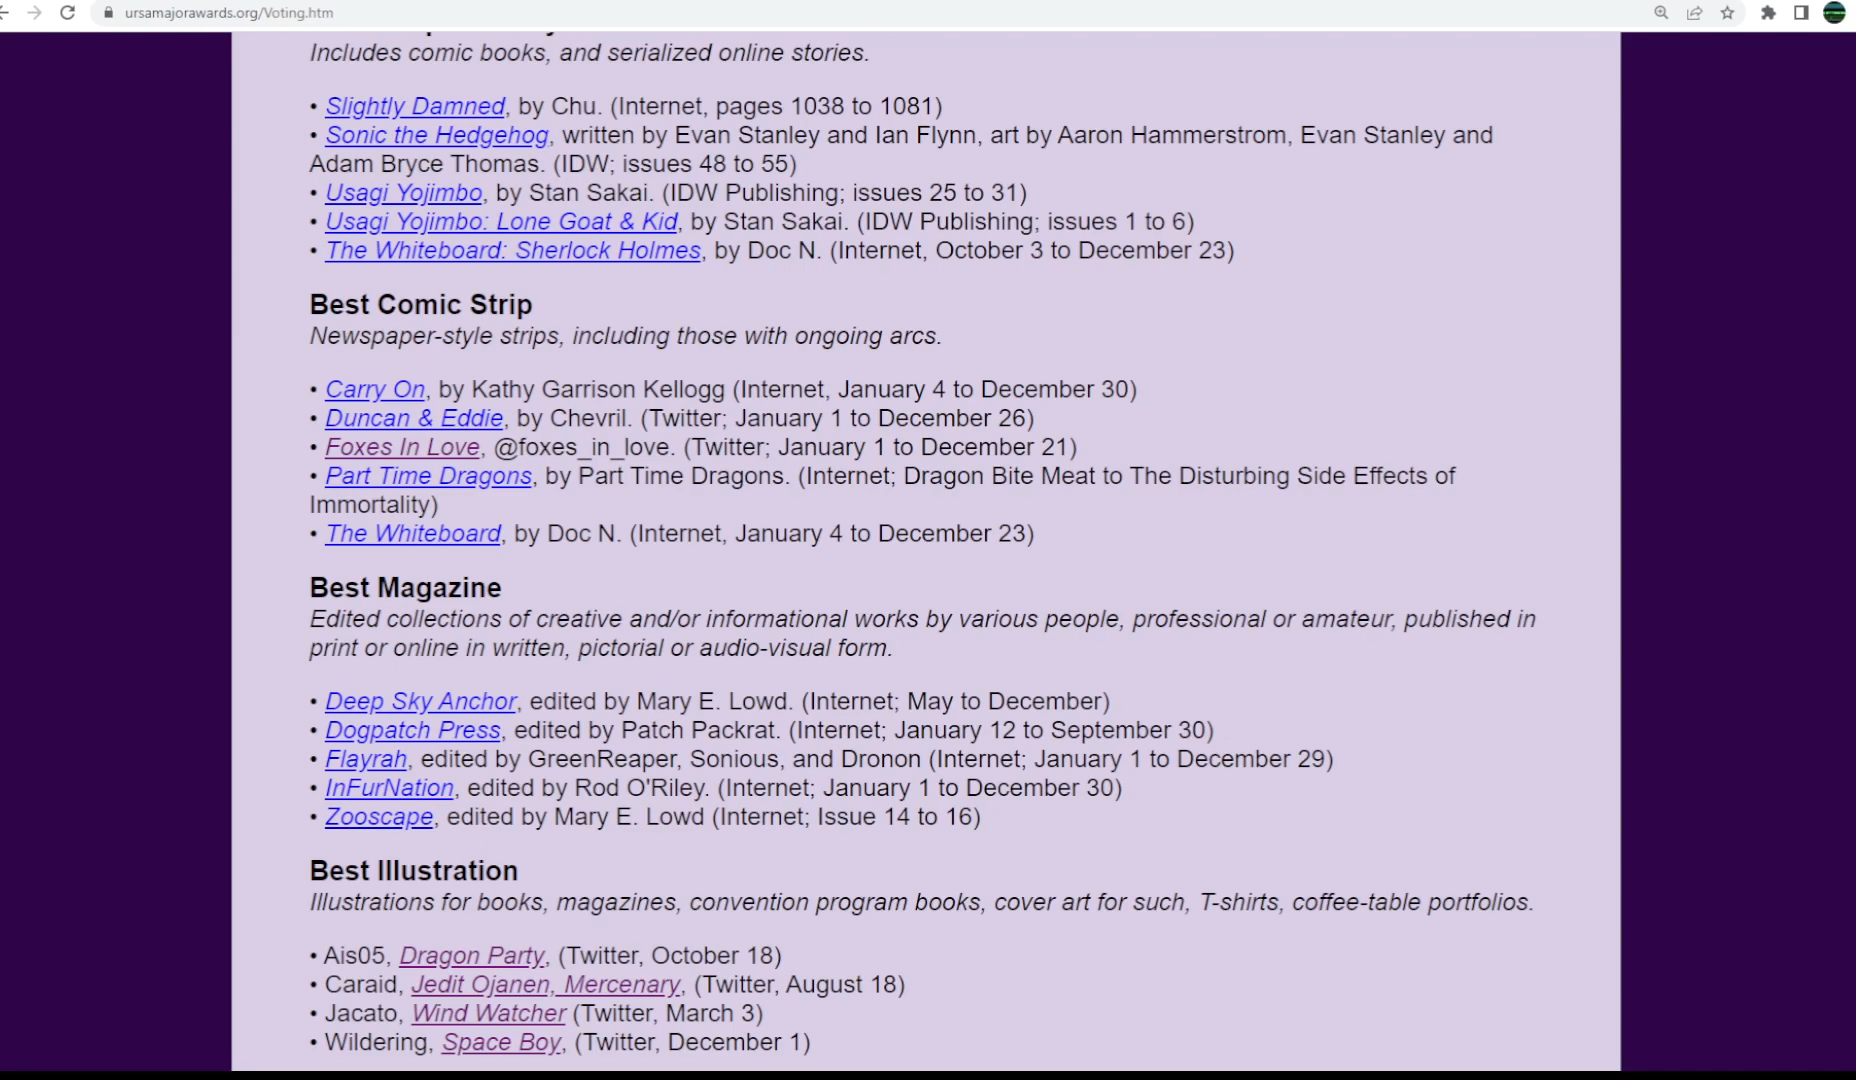 ursamajorawards.org/Voting.htm
Includes comic books, and serialized online stories.
• Slightly Damned, by Chu. (Internet, pages 1038 to 1081)
• Sonic the Hedgehog, written by Evan Stanley and Ian Flynn, art by Aaron Hammerstrom, Evan Stanley and
Adam Bryce Thomas. (IDW; issues 48 to 55)
• Usagi Yojimbo, by Stan Sakai. (IDW Publishing; issues 25 to 31)
• Usagi Yojimbo: Lone Goat & Kid, by Stan Sakai. (IDW Publishing; issues 1 to 6)
• The Whiteboard: Sherlock Holmes, by Doc N. (Internet, October 3 to December 23)
Best Comic Strip
Newspaper-style strips, including those with ongoing arcs.
• Carry On, by Kathy Garrison Kellogg (Internet, January 4 to December 30)
• Duncan & Eddie, by Chevril. (Twitter; January 1 to December 26)
• Foxes In Love, @foxes_in_love. (Twitter; January 1 to December 21)
• Part Time Dragons, by Part Time Dragons. (Internet; Dragon Bite Meat to The Disturbing Side Effects of
Immortality)
• The Whiteboard, by Doc N. (Internet, January 4 to December 23)
Best Magazine
Edited collections of creative and/or informational works by various people, professional or amateur, published in
print or online in written, pictorial or audio-visual form.
• Deep Sky Anchor, edited by Mary E. Lowd. (Internet; May to December)
• Dogpatch Press, edited by Patch Packrat. (Internet; January 12 to September 30)
• Flayrah, edited by GreenReaper, Sonious, and Dronon (Internet; January 1 to December 29)
• InFurNation, edited by Rod O'Riley. (Internet; January 1 to December 30)
• Zooscape, edited by Mary E. Lowd (Internet; Issue 14 to 16)
Best Illustration
Illustrations for books, magazines, convention program books, cover art for such, T-shirts, coffee-table portfolios.
• Ais05, Dragon Party, (Twitter, October 18)
• Caraid, Jedit Ojanen, Mercenary, (Twitter, August 18)
• Jacato, Wind Watcher (Twitter, March 3)
• Wildering, Space Boy, (Twitter, December 1)